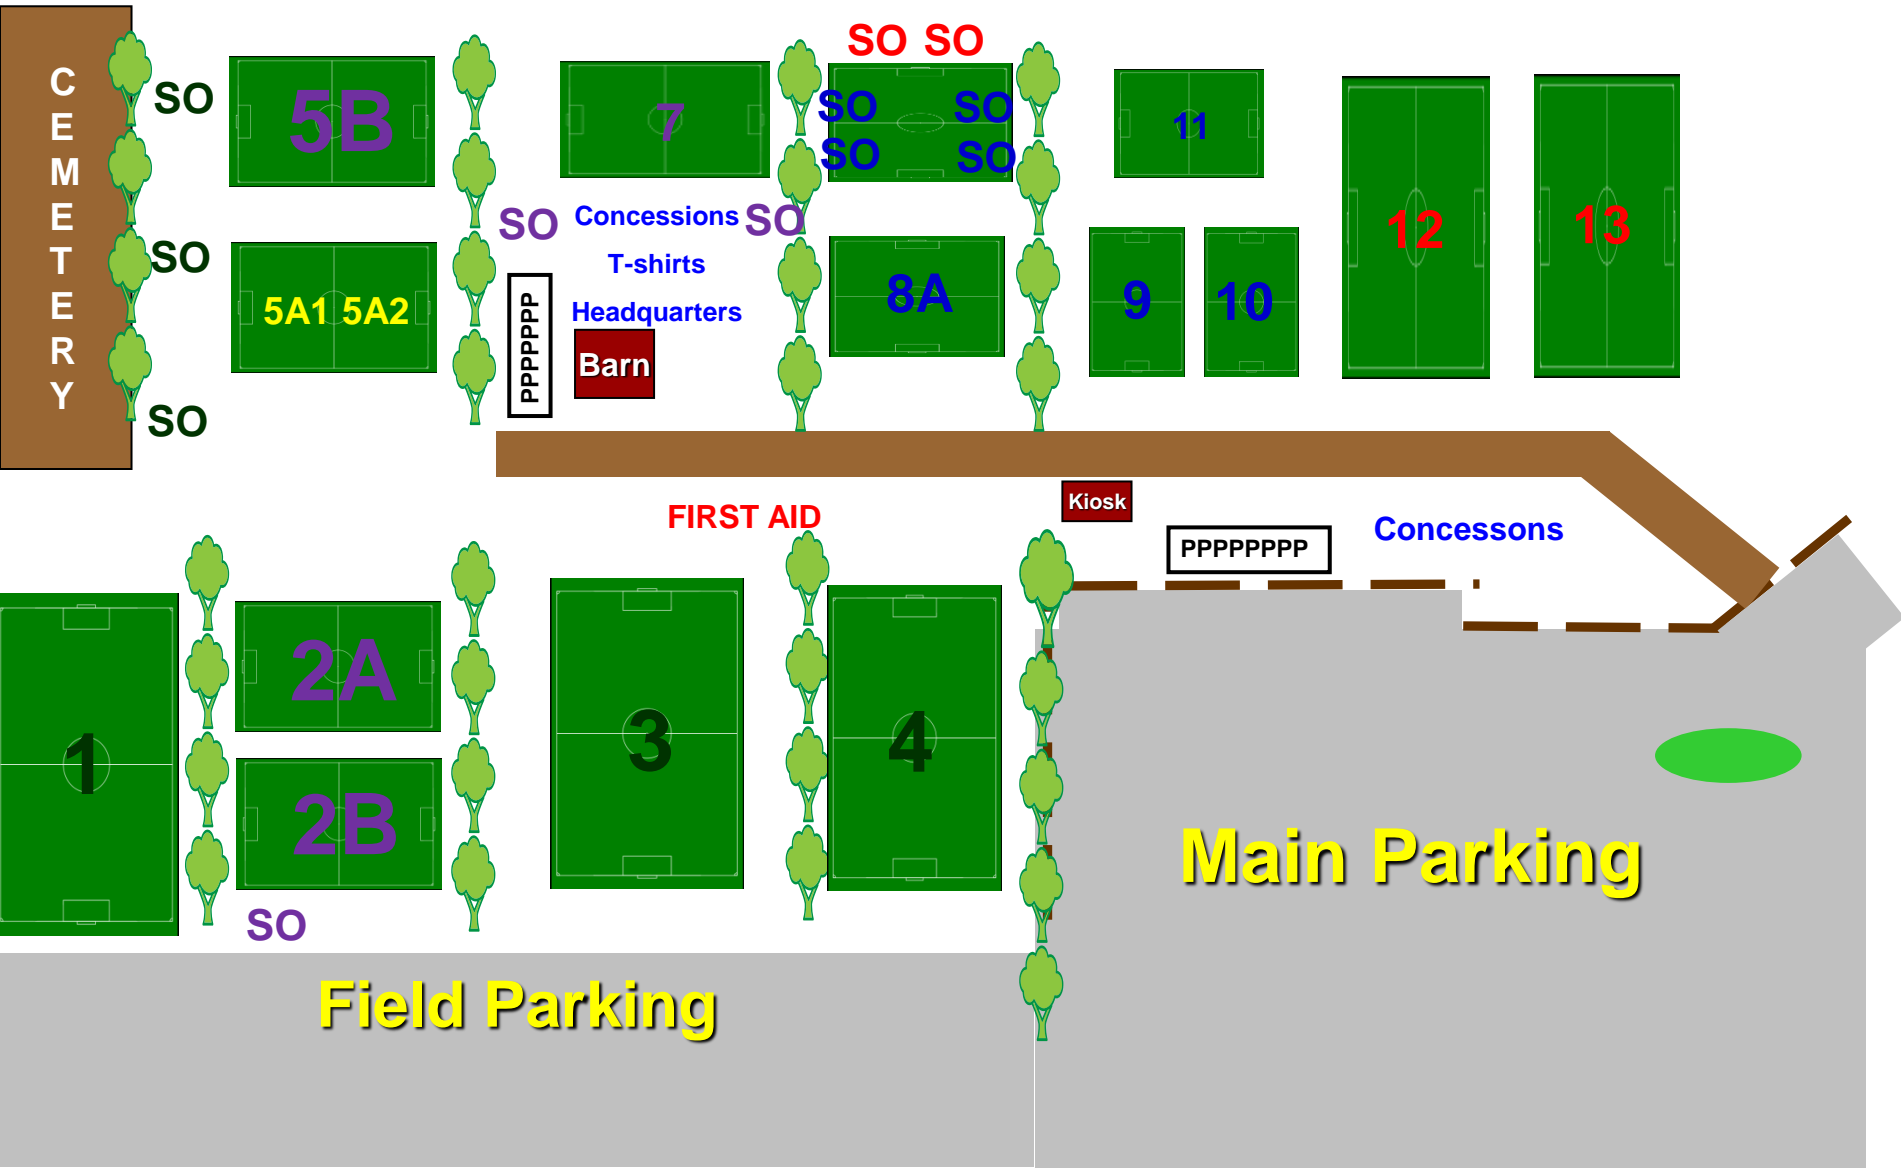 CEMETERY
SO
SO
SO
5B
5A1 5A2
7
SO SO
SO SO
SO SO
11
12
13
SO
Concessions
SO
T-shirts
Headquarters
PPPPPPPP
Barn
8A
9
10
FIRST AID
Kiosk
PPPPPPPP
Concessons
1
2A
2B
SO
3
4
Main Parking
Field Parking